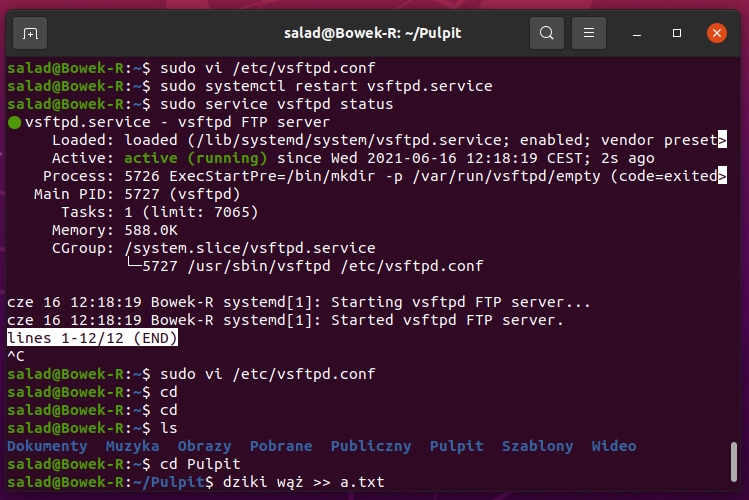 salad@Bowek-R: ~/Pulpit
salad@Bowek-R:~$ sudo vi /etc/vsftpd.conf
salad@Bowek-R:~$ sudo systemctl restart vsftpd.service
salad@Bowek-R:~$ sudo service vsftpd status
● vsftpd.service - vsftpd FTP server
     Loaded: loaded (/lib/systemd/system/vsftpd.service; enabled; vendor preset>
     Active: active (running) since Wed 2021-06-16 12:18:19 CEST; 2s ago
    Process: 5726 ExecStartPre=/bin/mkdir -p /var/run/vsftpd/empty (code=exited>
   Main PID: 5727 (vsftpd)
      Tasks: 1 (limit: 7065)
     Memory: 588.0K
     CGroup: /system.slice/vsftpd.service
             └─5727 /usr/sbin/vsftpd /etc/vsftpd.conf
cze 16 12:18:19 Bowek-R systemd[1]: Starting vsftpd FTP server...
cze 16 12:18:19 Bowek-R systemd[1]: Started vsftpd FTP server.
lines 1-12/12 (END)
^C
salad@Bowek-R:~$ sudo vi /etc/vsftpd.conf
salad@Bowek-R:~$ cd
salad@Bowek-R:~$ cd
salad@Bowek-R:~$ ls
Dokumenty  Muzyka  Obrazy  Pobrane  Publiczny  Pulpit  Szablony  Wideo
salad@Bowek-R:~$ cd Pulpit
salad@Bowek-R:~/Pulpit$ dziki wąż >> a.txt